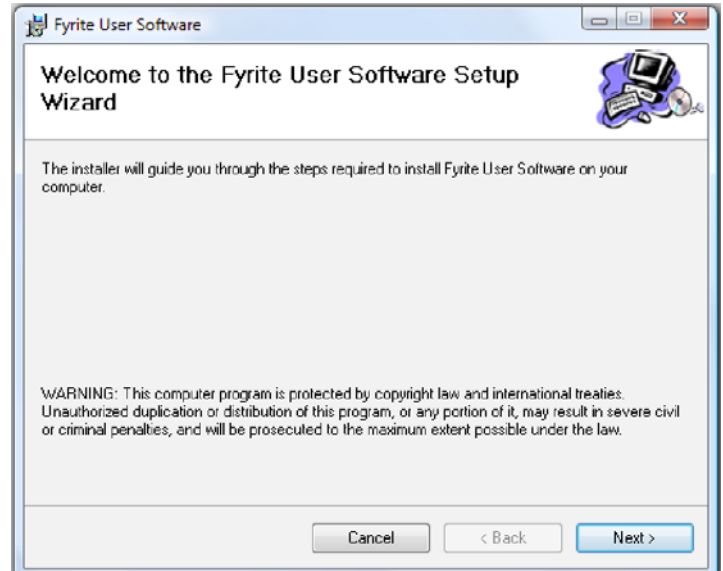 Fyrite User Software
Welcome to the Fyrite User Software Setup
Wizard
The installer will guide you through the steps required to install Fyrite User Software on your
computer.
WARNING: This computer program is protected by copyright law and international treaties.
Unauthorized duplication or distribution of this program, or any portion of it, may result in severe civil
or criminal penalties, and will be prosecuted to the maximum extent possible under the law.
Cancel
< Back
Next >